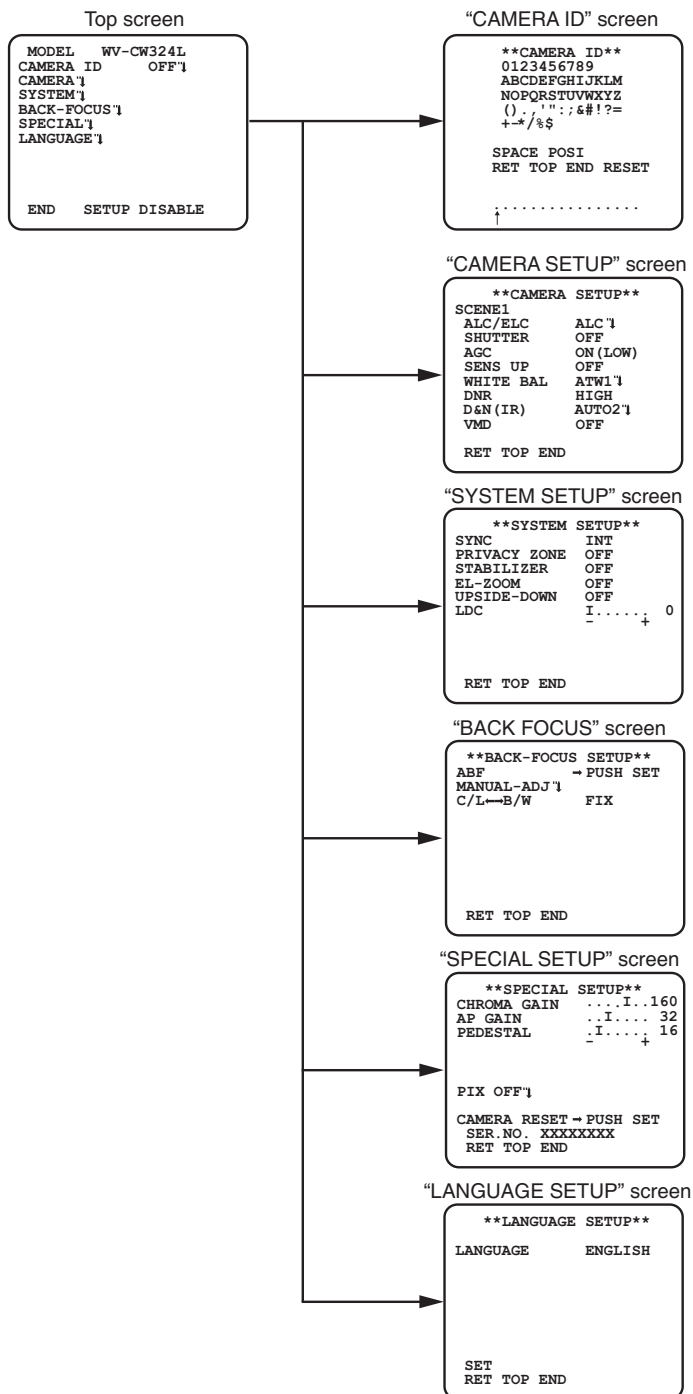 Top screen
MODEL WV-CW324L
CAMERA ID OFF↵
CAMERA↵
SYSTEM↵
BACK-FOCUS↵
SPECIAL↵
LANGUAGE↵
END SETUP DISABLE
“CAMERA ID” screen
**CAMERA ID**
0123456789
ABCDEFGHIJKLM
NOPQRSTUVWXYZ
().,'":;&#!?=
+-*/%$
SPACE POSI
RET TOP END RESET
................
↑
“CAMERA SETUP” screen
**CAMERA SETUP**
SCENE1
ALC/ELC ALC↵
SHUTTER OFF
AGC ON(LOW)
SENS UP OFF
WHITE BAL ATW1↵
DNR HIGH
D&N(IR) AUTO2↵
VMD OFF
RET TOP END
“SYSTEM SETUP” screen
**SYSTEM SETUP**
SYNC INT
PRIVACY ZONE OFF
STABILIZER OFF
EL-ZOOM OFF
UPSIDE-DOWN OFF
LDC I...... 0
- +
RET TOP END
“BACK FOCUS” screen
**BACK-FOCUS SETUP**
ABF →PUSH SET
MANUAL-ADJ↵
C/L↔B/W FIX
RET TOP END
“SPECIAL SETUP” screen
**SPECIAL SETUP**
CHROMA GAIN ....I..160
AP GAIN ..I.... 32
PEDESTAL .I..... 16
- +
PIX OFF↵
CAMERA RESET→PUSH SET
SER.NO. XXXXXXXX
RET TOP END
“LANGUAGE SETUP” screen
**LANGUAGE SETUP**
LANGUAGE ENGLISH
SET
RET TOP END